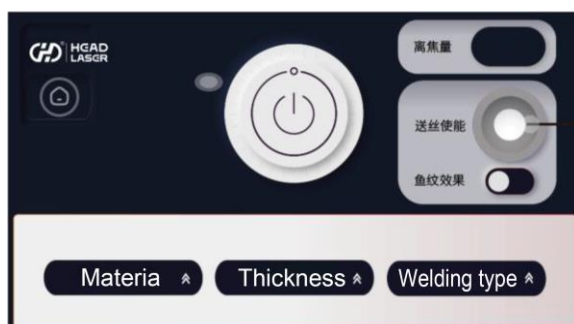 HEAD
LASER
离焦量
送丝使能
鱼纹效果
Materia
Thickness
Welding type